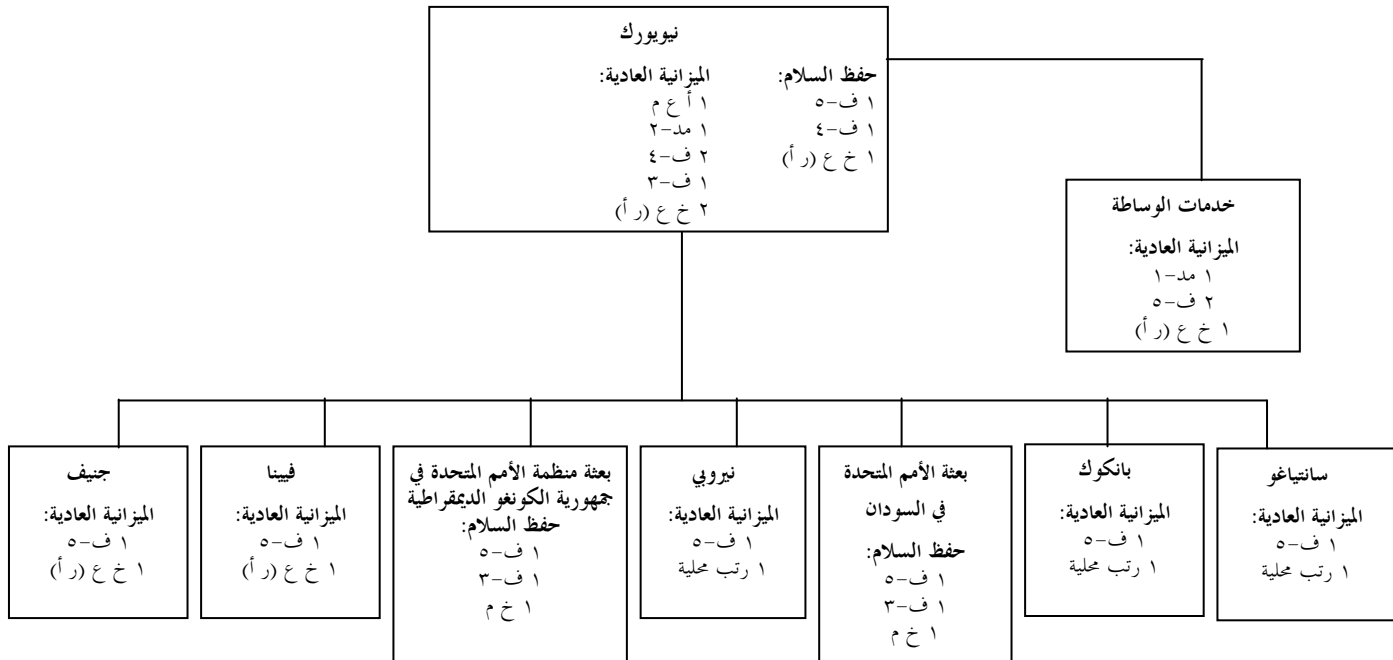 نيويورك
حفظ السلام:
١ ف-٥
١ ف-٤
١ خ ع (ر أ)
الميزانية العادية:
١ أ ع م
١ مد-٢
٢ ف-٤
١ ف-٣
٢ خ ع (ر أ)
خدمات الوساطة
الميزانية العادية:
١ مد-١
٢ ف-٥
١ خ ع (ر أ)
سانتياغو
الميزانية العادية:
١ ف-٥
١ رتب محلية
بانكوك
الميزانية العادية:
١ ف-٥
١ رتب محلية
بعثة الأمم المتحدة
في السودان
حفظ السلام:
١ ف-٥
١ ف-٣
١ خ م
نيروبي
الميزانية العادية:
١ ف-٥
١ رتب محلية
بعثة منظمة الأمم المتحدة في
جمهورية الكونغو الديمقراطية
حفظ السلام:
١ ف-٥
١ ف-٣
١ خ م
فيينا
الميزانية العادية:
١ ف-٥
١ خ ع (ر أ)
جنيف
الميزانية العادية:
١ ف-٥
١ خ ع (ر أ)